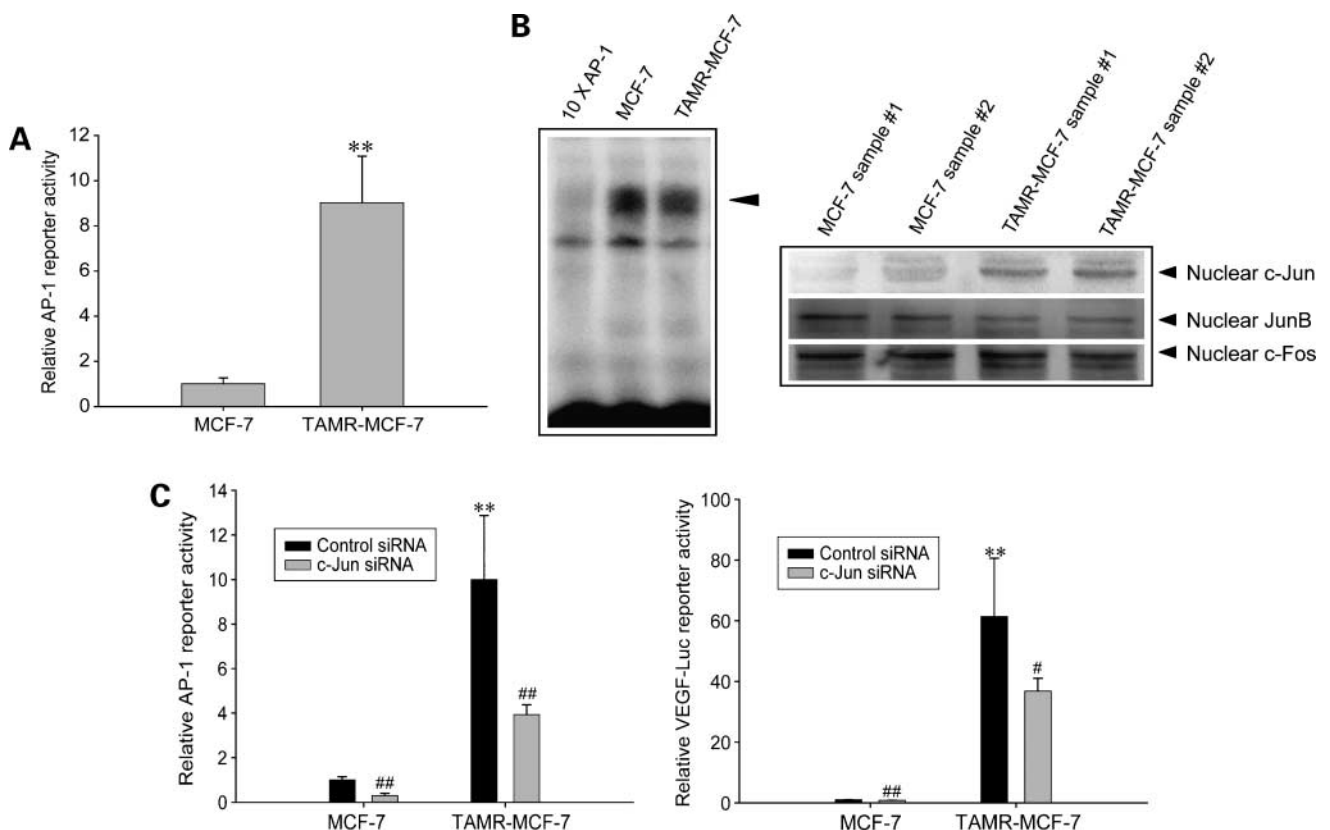 A
Relative AP-1 reporter activity
12
10
8
6
4
2
0
**
MCF-7
TAMR-MCF-7
B
10 X AP-1
MCF-7
TAMR-MCF-7
MCF-7 sample #1
MCF-7 sample #2
TAMR-MCF-7 sample #1
TAMR-MCF-7 sample #2
Nuclear c-Jun
Nuclear JunB
Nuclear c-Fos
C
Relative AP-1 reporter activity
14
12
10
8
6
4
2
0
Control siRNA
c-Jun siRNA
##
**
##
MCF-7
TAMR-MCF-7
Relative VEGF-Luc reporter activity
100
80
60
40
20
0
Control siRNA
c-Jun siRNA
##
**
#
MCF-7
TAMR-MCF-7